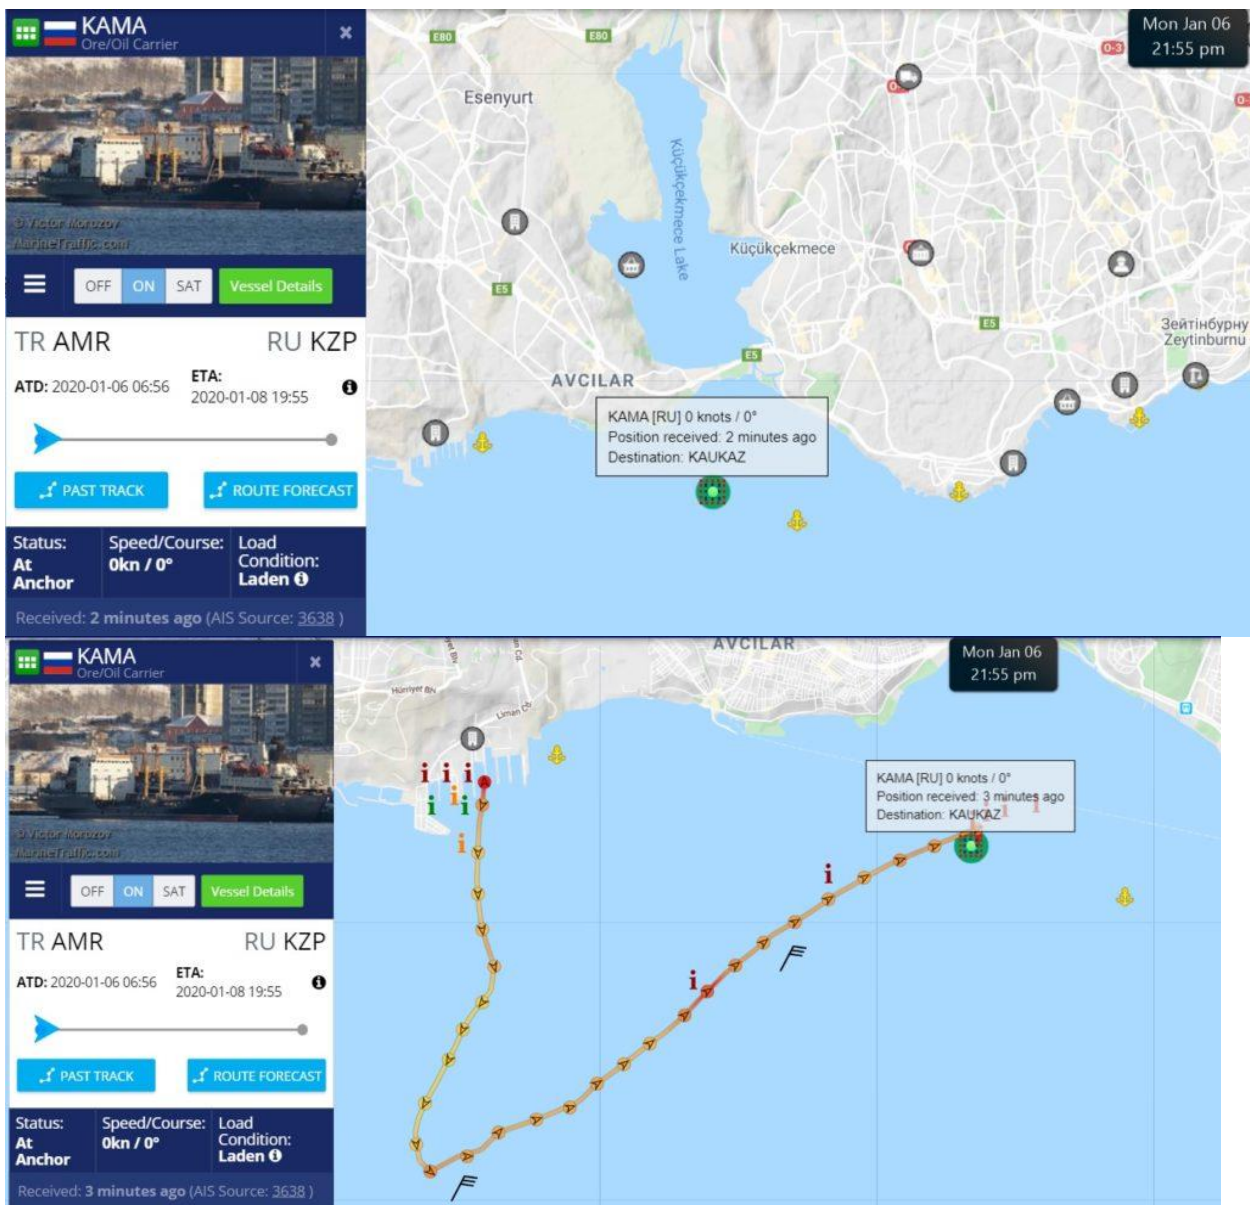 KAMA
Ore/Oil Carrier
© Victor Morozov
MarineTraffic.com
OFF ON SAT Vessel Details
TR AMR RU KZP
ATD: 2020-01-06 06:56 ETA: 2020-01-08 19:55
PAST TRACK ROUTE FORECAST
Status: At Anchor
Speed/Course: 0kn / 0°
Load Condition: Laden
Received: 2 minutes ago (AIS Source: 3638 )
Mon Jan 06
21:55 pm
E80
E80
O-3
Esenyurt
Küçükçekmece Lake
Küçükçekmece
E5
E5
E5
Зейтінбурну
Zeytinburnu
AVCILAR
KAMA [RU] 0 knots / 0°
Position received: 2 minutes ago
Destination: KAUKAZ
KAMA
Ore/Oil Carrier
© Victor Morozov
MarineTraffic.com
OFF ON SAT Vessel Details
TR AMR RU KZP
ATD: 2020-01-06 06:56 ETA: 2020-01-08 19:55
PAST TRACK ROUTE FORECAST
Status: At Anchor
Speed/Course: 0kn / 0°
Load Condition: Laden
Received: 3 minutes ago (AIS Source: 3638 )
AVCILAR
Mon Jan 06
21:55 pm
Hürriyet BN
Liman Cd.
KAMA [RU] 0 knots / 0°
Position received: 3 minutes ago
Destination: KAUKAZ